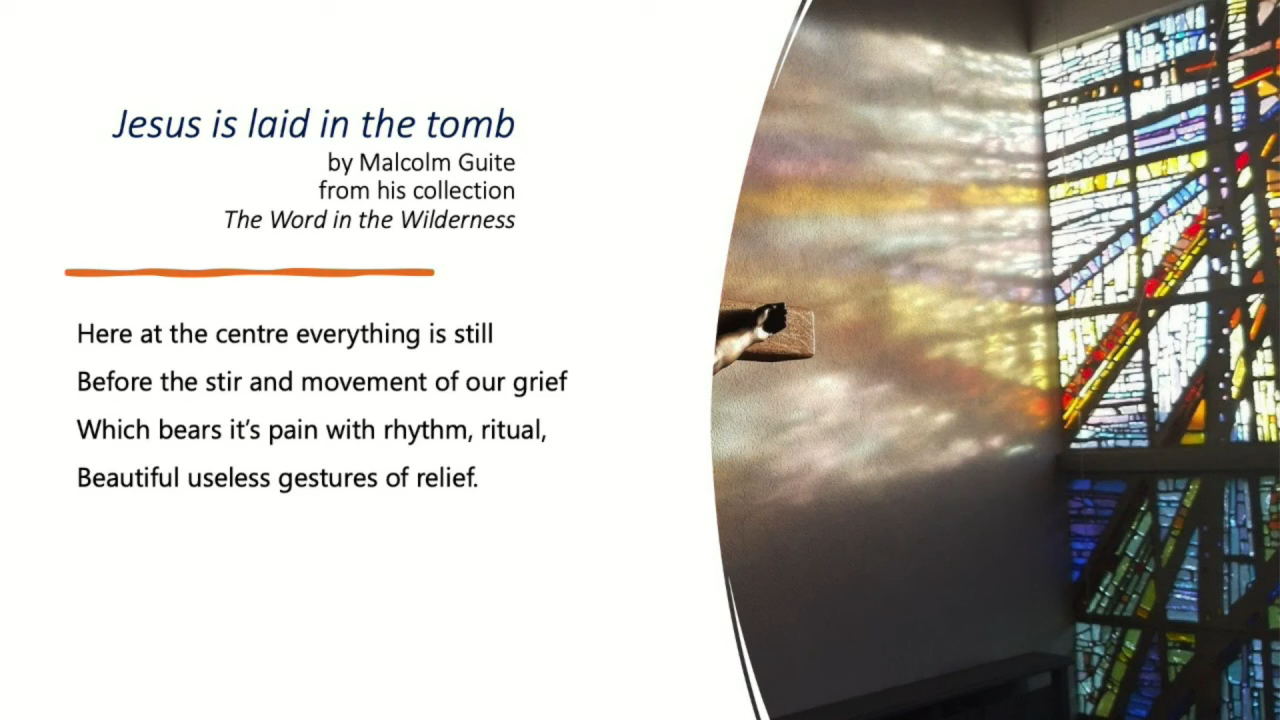 Jesus is laid in the tomb
by Malcolm Guite
from his collection
The Word in the Wilderness
Here at the centre everything is still
Before the stir and movement of our grief
Which bears it’s pain with rhythm, ritual,
Beautiful useless gestures of relief.